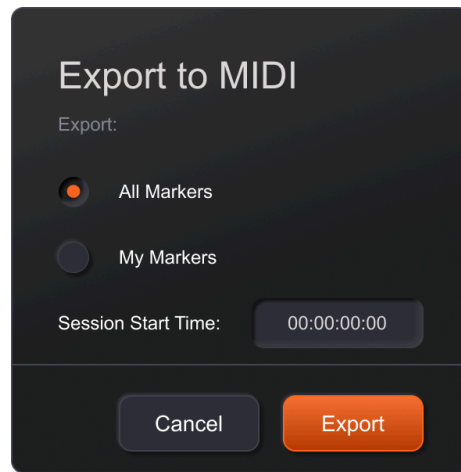 Export to MIDI
Export:
All Markers
My Markers
Session Start Time: 00:00:00:00
Cancel Export